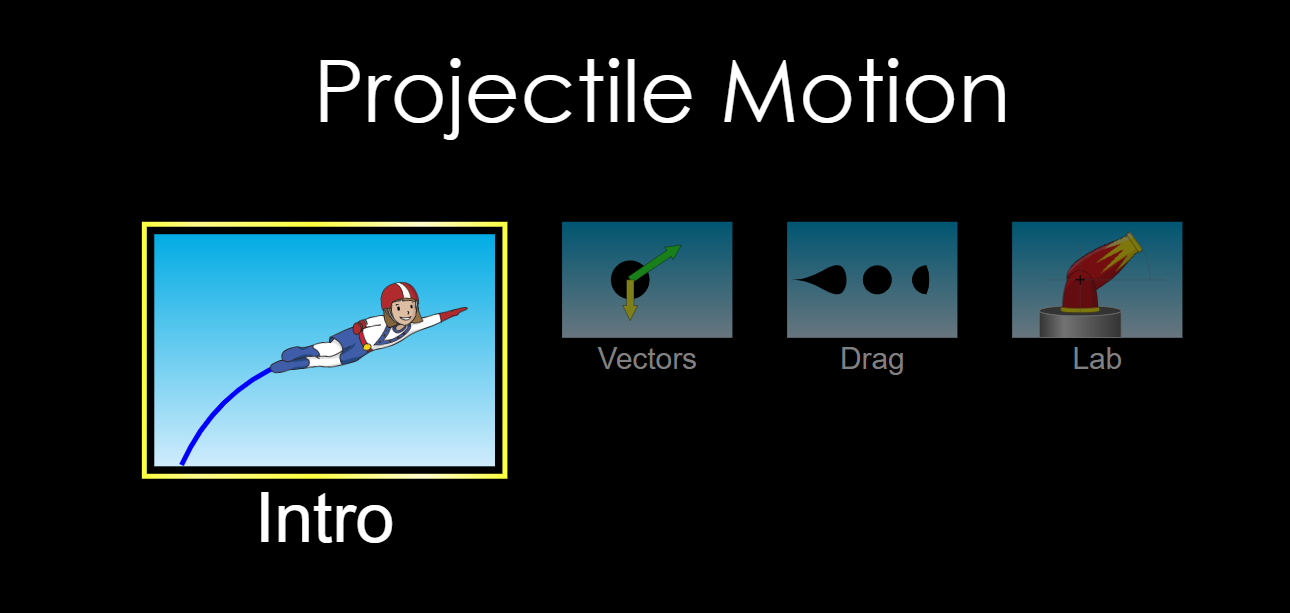 Projectile Motion
Intro
Vectors
Drag
Lab